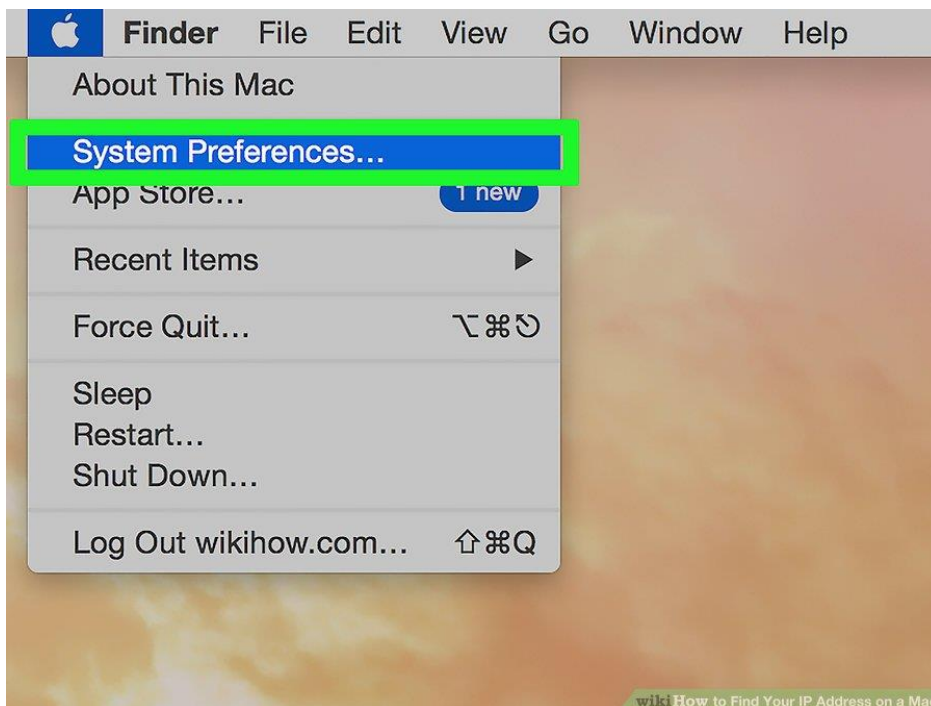 Finder File Edit View Go Window Help
About This Mac
System Preferences...
App Store... 1 new
Recent Items ▶
Force Quit... ⌥⌘⎋
Sleep
Restart...
Shut Down...
Log Out wikihow.com... ⇧⌘Q
wikiHow to Find Your IP Address on a Mac